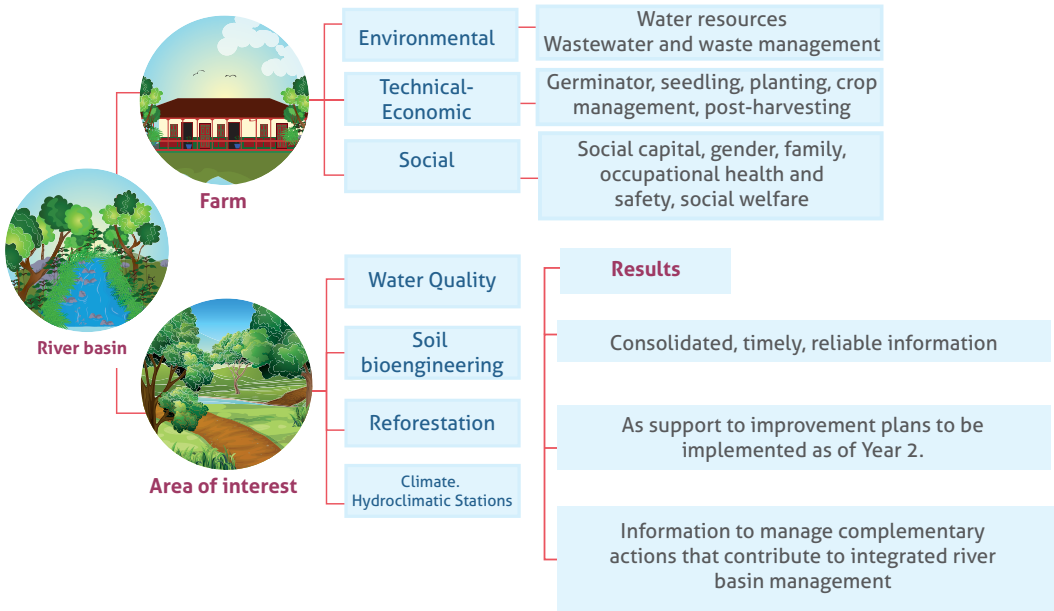 River basin
Farm
Environmental
Water resources
Wastewater and waste management
Technical-
Economic
Germinator, seedling, planting, crop
management, post-harvesting
Social
Social capital, gender, family,
occupational health and
safety, social welfare
Area of interest
Water Quality
Soil
bioengineering
Reforestation
Climate.
Hydroclimatic Stations
Results
Consolidated, timely, reliable information
As support to improvement plans to be
implemented as of Year 2.
Information to manage complementary
actions that contribute to integrated river
basin management